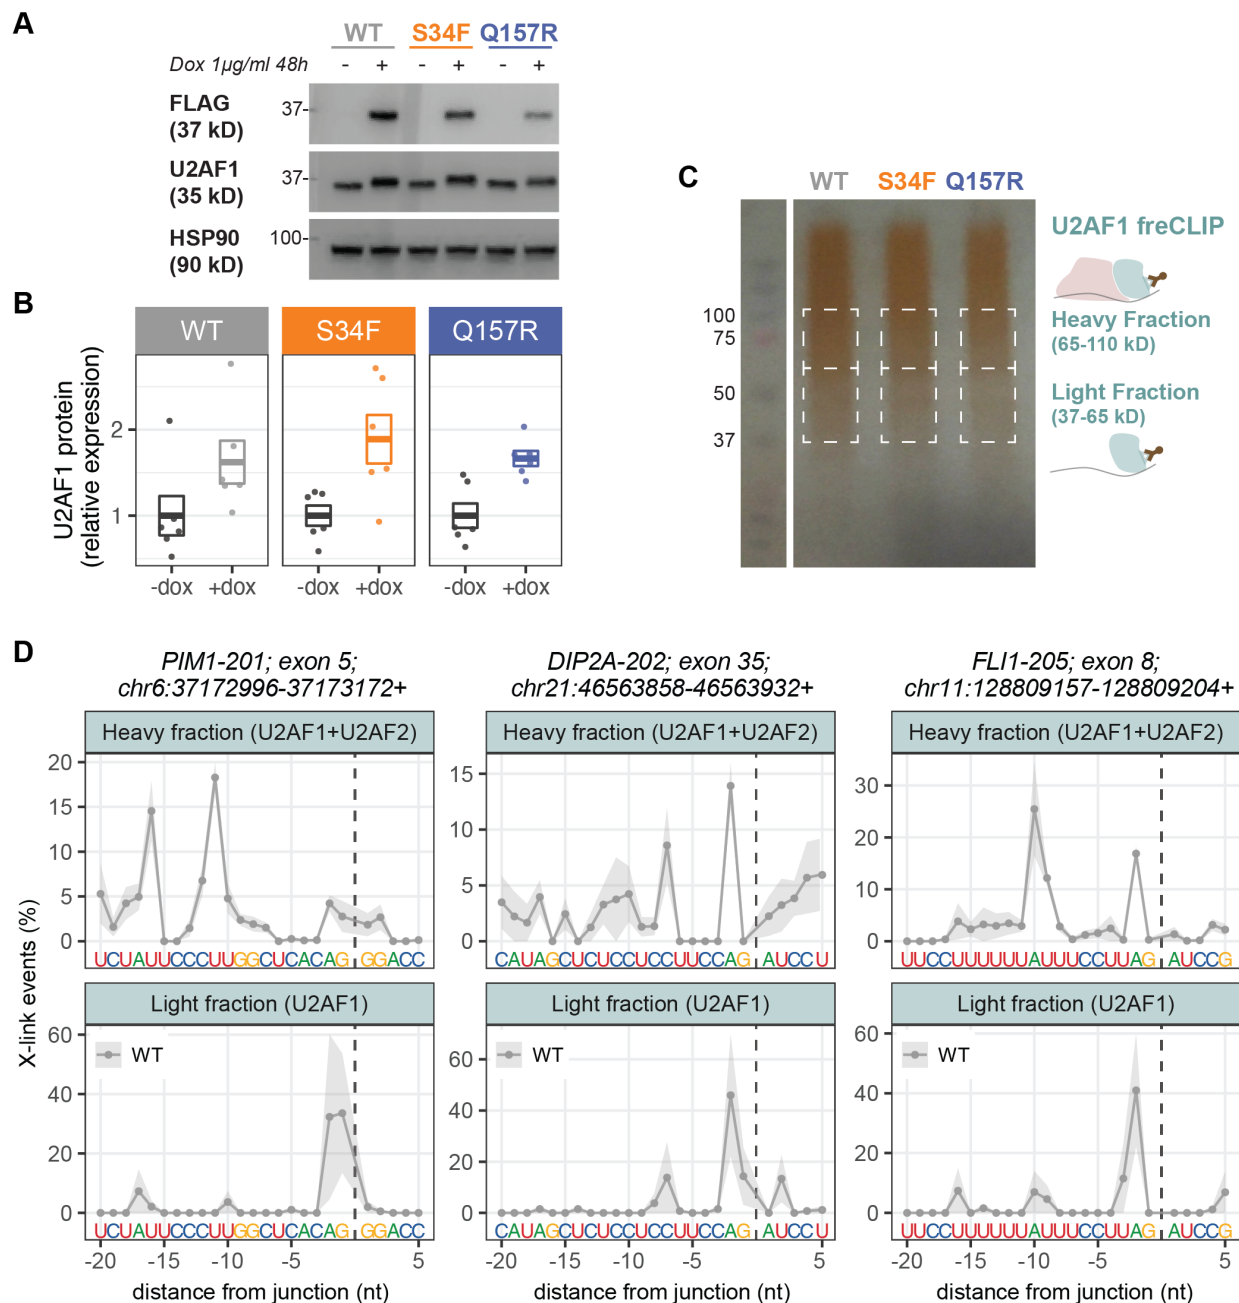 A
WT S34F Q157R
Dox 1µg/ml 48h - + - + - +
FLAG
(37 kD)
37-
U2AF1
(35 kD)
37-
HSP90
(90 kD)
100-
B
WT S34F Q157R
U2AF1 protein
(relative expression)
2
1
-dox +dox -dox +dox -dox +dox
C
WT S34F Q157R
100
75
50
37
U2AF1 freCLIP
Heavy Fraction
(65-110 kD)
Light Fraction
(37-65 kD)
D
PIM1-201; exon 5;
chr6:37172996-37173172+
DIP2A-202; exon 35;
chr21:46563858-46563932+
FLI1-205; exon 8;
chr11:128809157-128809204+
X-link events (%)
Heavy fraction (U2AF1+U2AF2)
20
15
10
5
0
UCUAUUCCCUUGGCUCACAG GGACC
Heavy fraction (U2AF1+U2AF2)
15
10
5
0
CAUAGCUCUCCUCCUUCCAG AUCCU
Heavy fraction (U2AF1+U2AF2)
30
20
10
0
UUCCUUUUUUAUUUCCUUAG AUCCG
Light fraction (U2AF1)
WT
60
40
20
0
UCUAUUCCCUUGGCUCACAG GGACC
-20 -15 -10 -5 5
distance from junction (nt)
Light fraction (U2AF1)
WT
60
40
20
0
CAUAGCUCUCCUCCUUCCAG AUCCU
-20 -15 -10 -5 5
distance from junction (nt)
Light fraction (U2AF1)
WT
60
40
20
0
UUCCUUUUUUAUUUCCUUAG AUCCG
-20 -15 -10 -5 5
distance from junction (nt)